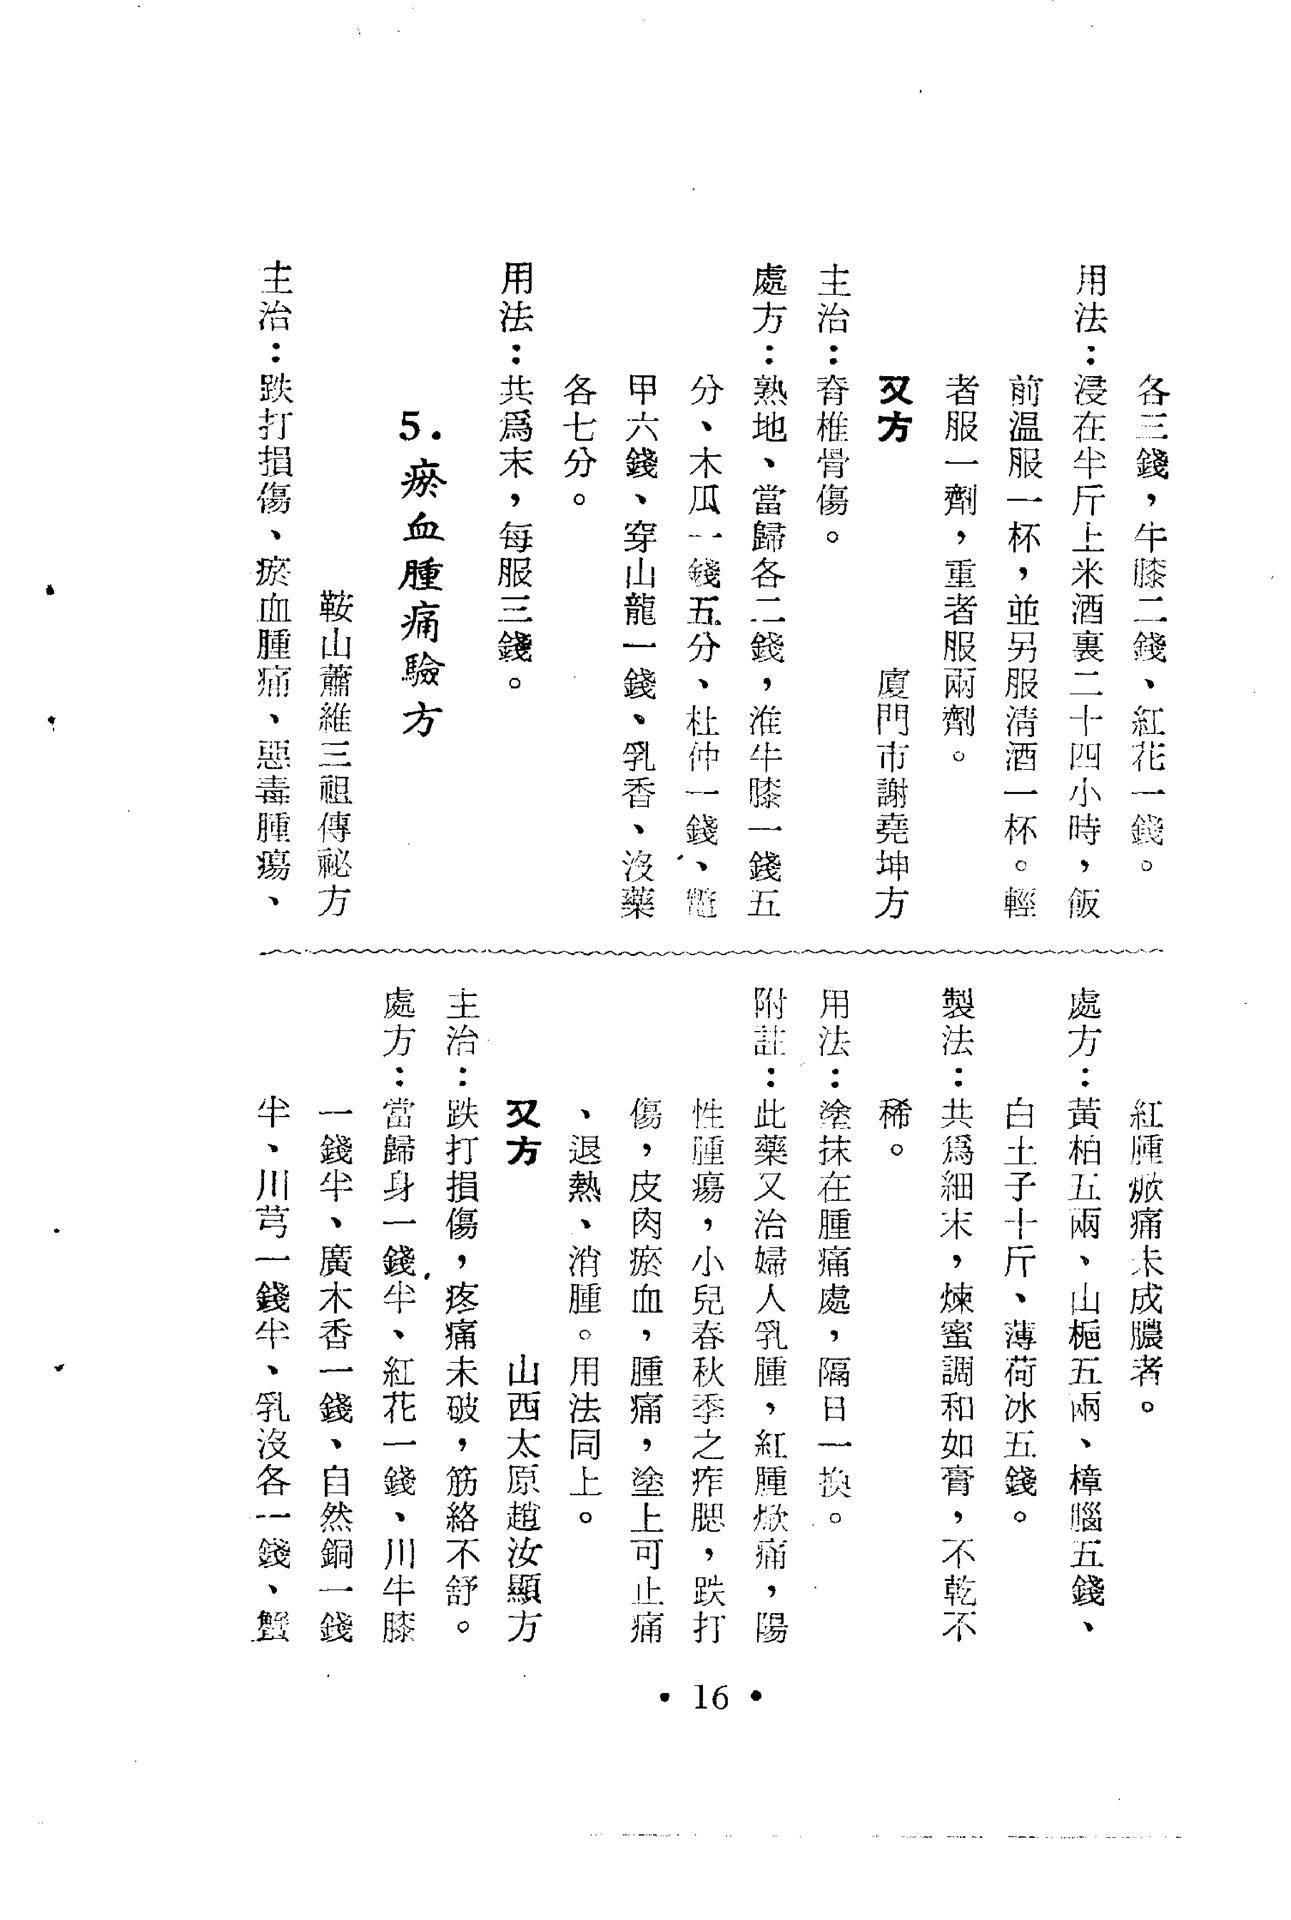 各三錢，牛膝二錢、紅花一錢。
用法：浸在半斤上米酒裏二十四小時，飯
前溫服一杯，並另服清酒一杯。輕
者服一劑，重者服兩劑。
又方　廈門市謝堯坤方
主治：脊椎骨傷。
處方：熟地、當歸各二錢，淮牛膝一錢五
分、木瓜一錢五分、杜仲一錢、鼈
甲六錢、穿山龍一錢、乳香、沒藥
各七分。
用法：共爲末，每服三錢。
5．瘀血腫痛驗方
鞍山蕭維三祖傳祕方
主治：跌打損傷、瘀血腫痛、惡毒腫瘍、
紅腫焮痛未成膿者。
處方：黃柏五兩、山梔五兩、樟腦五錢、
白土子十斤、薄荷冰五錢。
製法：共爲細末，煉蜜調和如膏，不乾不
稀。
用法：塗抹在腫痛處，隔日一換。
附註：此藥又治婦人乳腫，紅腫焮痛，陽
性腫瘍，小兒春秋季之痄腮，跌打
傷，皮肉瘀血，腫痛，塗上可止痛
、退熱、消腫。用法同上。
又方　山西太原趙汝顯方
主治：跌打損傷，疼痛未破，筋絡不舒。
處方：當歸身一錢半、紅花一錢、川牛膝
一錢半、廣木香一錢、自然銅一錢
半、川芎一錢半、乳沒各一錢、蟹
• 16 •